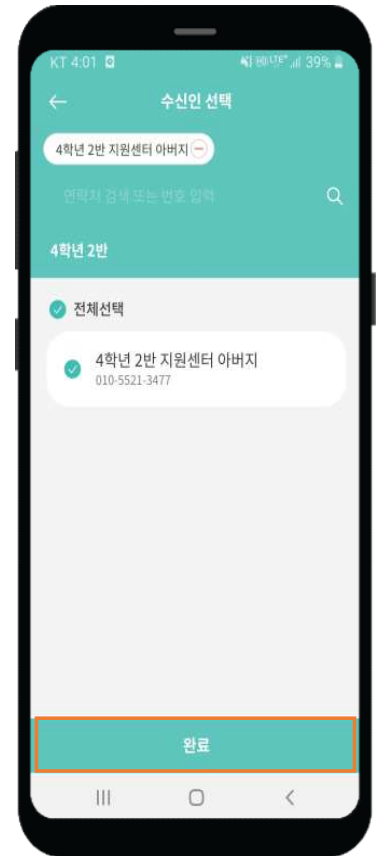 KT 4:01 39%
수신인 선택
4학년 2반 지원센터 아버지
연락처 검색 또는 번호 입력
4학년 2반
전체선택
4학년 2반 지원센터 아버지
010-5521-3477
완료